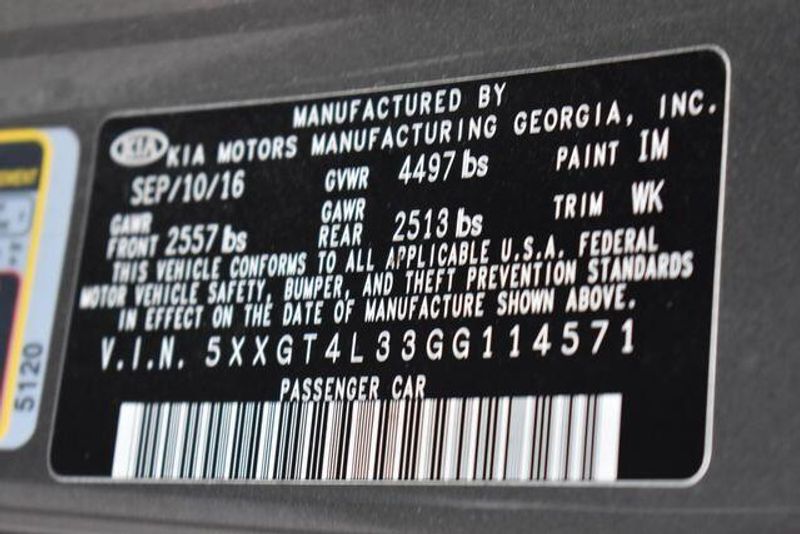 MANUFACTURED BY
KIA KIA MOTORS MANUFACTURING GEORGIA, INC.
SEP/10/16 GVWR 4497 lbs PAINT IM
GAWR FRONT 2557 lbs GAWR REAR 2513 lbs TRIM WK
THIS VEHICLE CONFORMS TO ALL APPLICABLE U.S.A. FEDERAL
MOTOR VEHICLE SAFETY, BUMPER, AND THEFT PREVENTION STANDARDS
IN EFFECT ON THE DATE OF MANUFACTURE SHOWN ABOVE.
V.I.N. 5XXGT4L33GG114571
PASSENGER CAR
5120